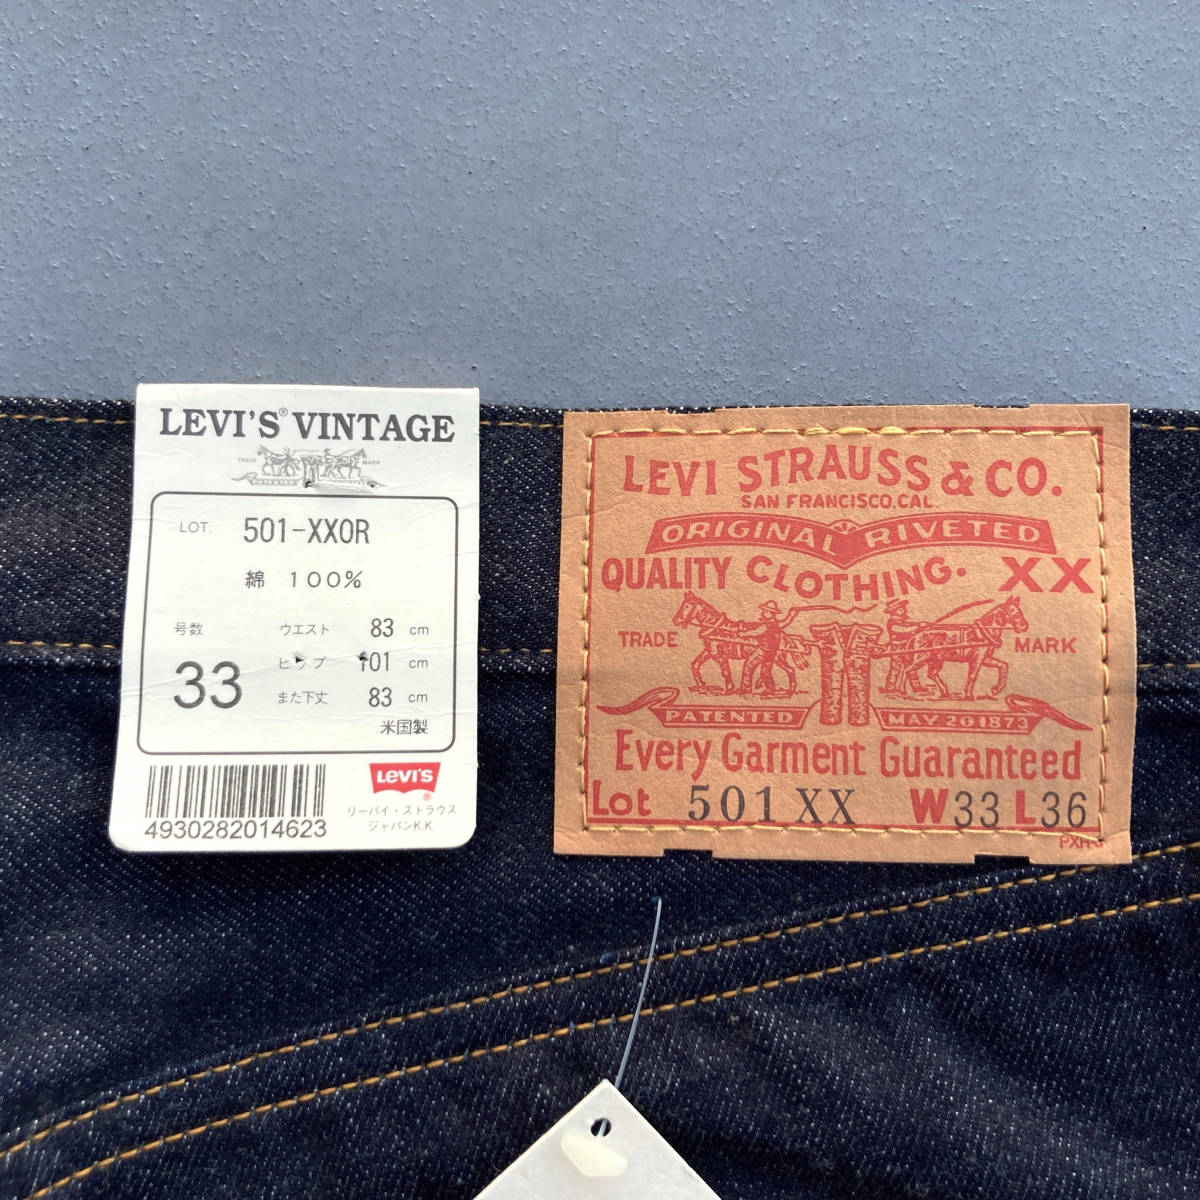 LEVI'S® VINTAGE
TRADE MARK
PATENTED
LOT. 501-XXOR
綿 100%
号数 ウエスト 83 cm
33 ヒップ 101 cm
また下丈 83 cm
米国製
LEVI'S®
リーバイ・ストラウス
ジャパンK.K.
4930282014623
LEVI STRAUSS & CO.
SAN FRANCISCO, CAL.
ORIGINAL RIVETED
QUALITY CLOTHING. XX
TRADE MARK
PATENTED MAY 20 1873
Every Garment Guaranteed
Lot 501 XX W33 L36